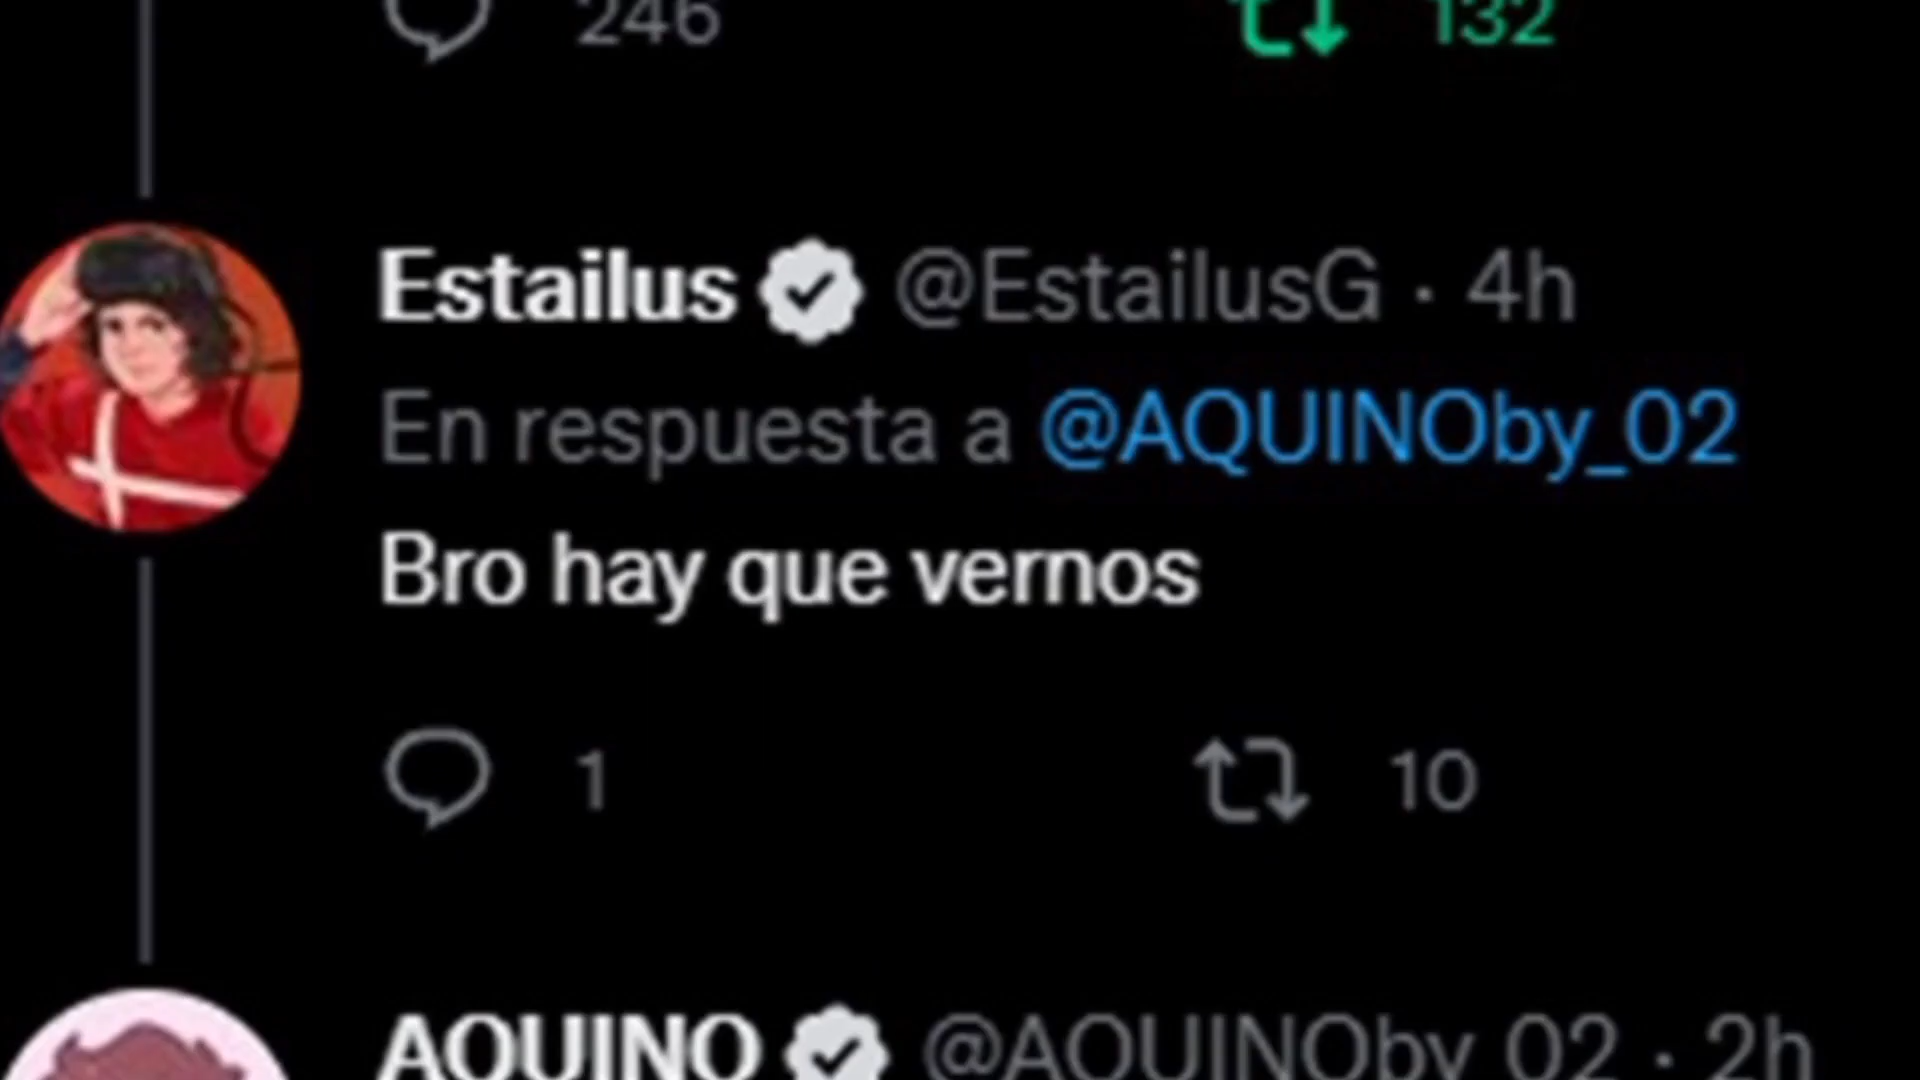 246 132
Estailus @EstailusG · 4h
En respuesta a @AQUINOby_02
Bro hay que vernos
1 10
AQUINO @AQUINOby_02 · 2h